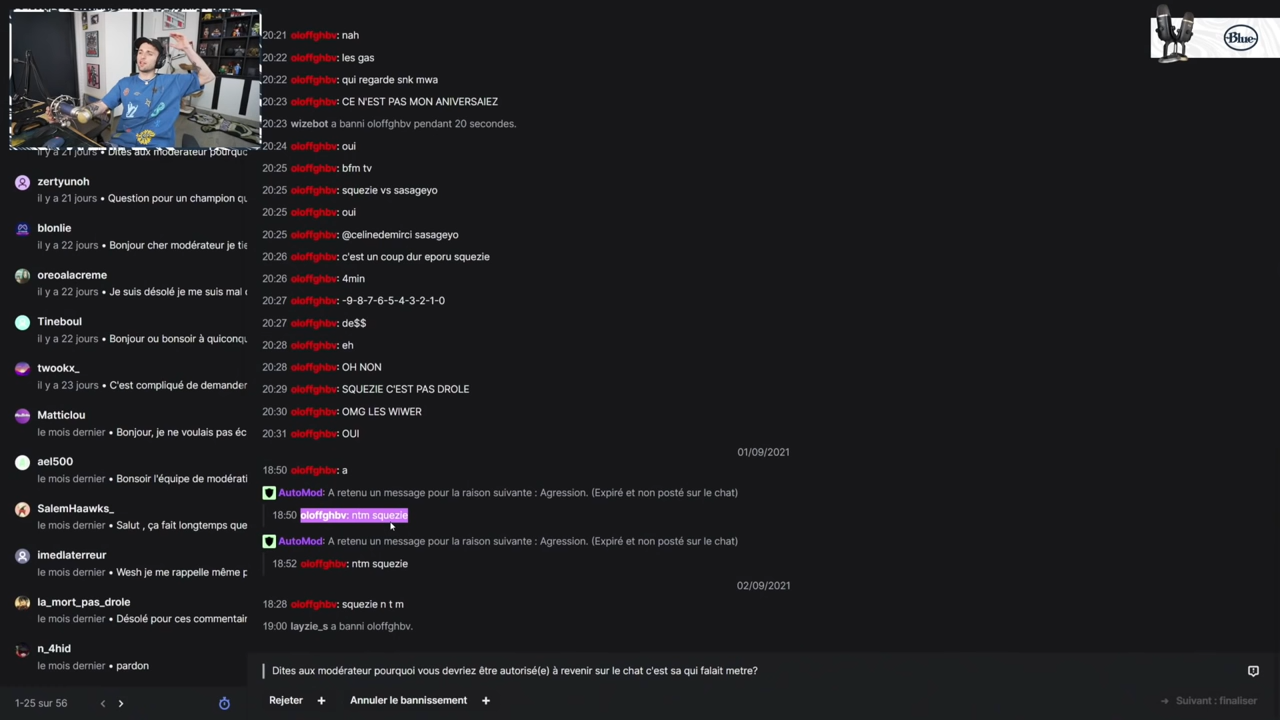 il y a 21 jours • Dites aux modérateur pourquo
zertyunoh
il y a 21 jours • Question pour un champion qu
blonlie
il y a 22 jours • Bonjour cher modérateur je tie
oreoalacreme
il y a 22 jours • Je suis désolé je me suis mal c
Tineboul
il y a 22 jours • Bonjour ou bonsoir à quiconqu
twookx_
il y a 23 jours • C'est compliqué de demander
Matticlou
le mois dernier • Bonjour, je ne voulais pas éc
ael500
le mois dernier • Bonsoir l'équipe de modérati
SalemHaawks_
le mois dernier • Salut , ça fait longtemps que
imedlaterreur
le mois dernier • Wesh je me rappelle même p
la_mort_pas_drole
le mois dernier • Désolé pour ces commentair
n_4hid
le mois dernier • pardon
1-25 sur 56
20:21 oloffghbv: nah
20:22 oloffghbv: les gas
20:22 oloffghbv: qui regarde snk mwa
20:23 oloffghbv: CE N'EST PAS MON ANIVERSAIEZ
20:23 wizebot a banni oloffghbv pendant 20 secondes.
20:24 oloffghbv: oui
20:25 oloffghbv: bfm tv
20:25 oloffghbv: squezie vs sasageyo
20:25 oloffghbv: oui
20:25 oloffghbv: @celinedemirci sasageyo
20:26 oloffghbv: c'est un coup dur eporu squezie
20:26 oloffghbv: 4min
20:27 oloffghbv: -9-8-7-6-5-4-3-2-1-0
20:27 oloffghbv: de$$
20:28 oloffghbv: eh
20:28 oloffghbv: OH NON
20:29 oloffghbv: SQUEZIE C'EST PAS DROLE
20:30 oloffghbv: OMG LES WIWER
20:31 oloffghbv: OUI
01/09/2021
18:50 oloffghbv: a
AutoMod: A retenu un message pour la raison suivante : Agression. (Expiré et non posté sur le chat)
18:50 oloffghbv: ntm squezie
AutoMod: A retenu un message pour la raison suivante : Agression. (Expiré et non posté sur le chat)
18:52 oloffghbv: ntm squezie
02/09/2021
18:28 oloffghbv: squezie n t m
19:00 layzie_s a banni oloffghbv.
Dites aux modérateur pourquoi vous devriez être autorisé(e) à revenir sur le chat c'est sa qui falait metre?
Rejeter + Annuler le bannissement + → Suivant : finaliser
Blue